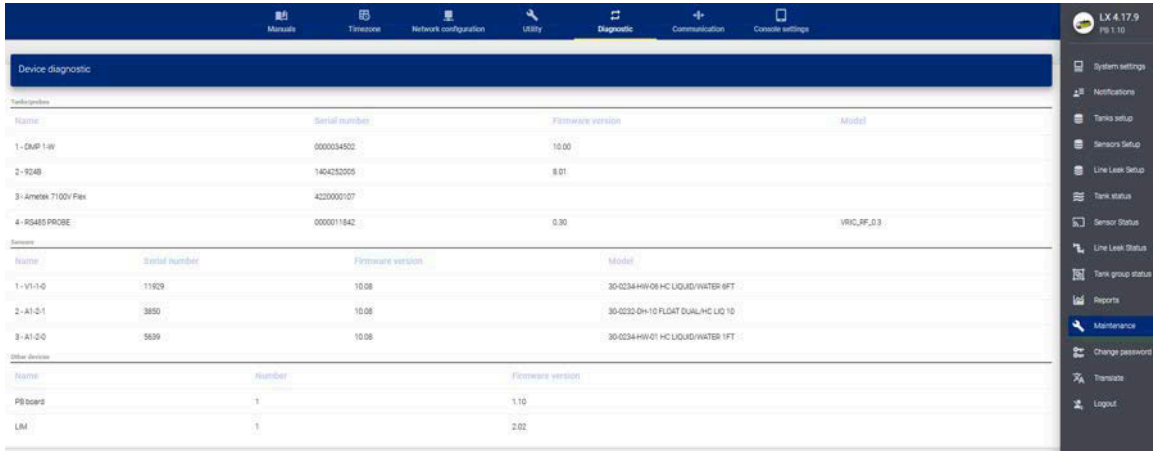 Manuals Timezone Network configuration Utility Diagnostic Communication Console settings
LX 4.17.9
PB 1.10
Device diagnostic
Tanks/probes
Name Serial number Firmware version Model
1 - DMP 1-W 0000034502 10.00
2 - 924B 1404252005 8.01
3 - Ametek 7100V Flex 4220000107
4 - RS485 PROBE 0000011842 0.30 VRIC_RF_0.3
Sensors
Name Serial number Firmware version Model
1 - V1-1-0 11929 10.08 30-0234-HW-06 HC LIQUID/WATER 6FT
2 - A1-2-1 3850 10.08 30-0232-DH-10 FLOAT DUAL/HC LIQ 10
3 - A1-2-0 5639 10.08 30-0234-HW-01 HC LIQUID/WATER 1FT
Other devices
Name Number Firmware version
PB board 1 1.10
LIM 1 2.02
System settings
Notifications
Tanks setup
Sensors Setup
Line Leak Setup
Tank status
Sensor Status
Line Leak Status
Tank group status
Reports
Maintenance
Change password
Translate
Logout